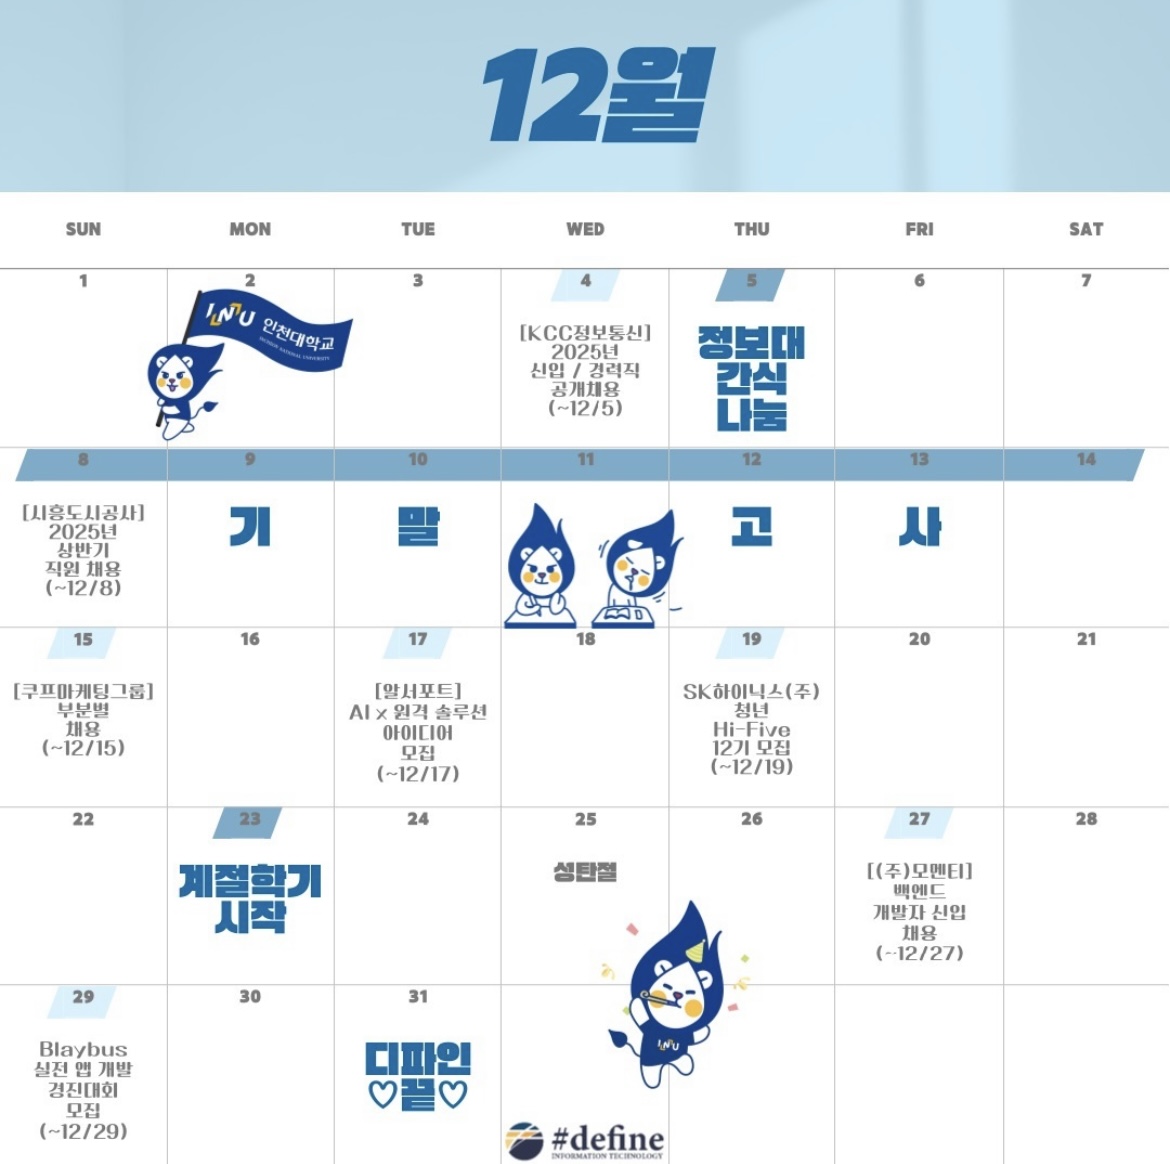 12월
SUN MON TUE WED THU FRI SAT
1 2 3 4 5 6 7
INU 인천대학교
INCHEON NATIONAL UNIVERSITY
[KCC정보통신]
2025년
신입 / 경력직
공개채용
(~12/5)
정보대
간식
나눔
8 9 10 11 12 13 14
[시흥도시공사]
2025년
상반기
직원 채용
(~12/8)
기 말 고 사
15 16 17 18 19 20 21
[쿠프마케팅그룹]
부분별
채용
(~12/15)
[알서포트]
AI x 원격 솔루션
아이디어
모집
(~12/17)
SK하이닉스(주)
청년
Hi-Five
12기 모집
(~12/19)
22 23 24 25 26 27 28
계절학기
시작
성탄절
[(주)모멘티]
백엔드
개발자 신입
채용
(~12/27)
29 30 31
Blaybus
실전 앱 개발
경진대회
모집
(~12/29)
디파인
♡끝♡
INU
#define
INFORMATION TECHNOLOGY